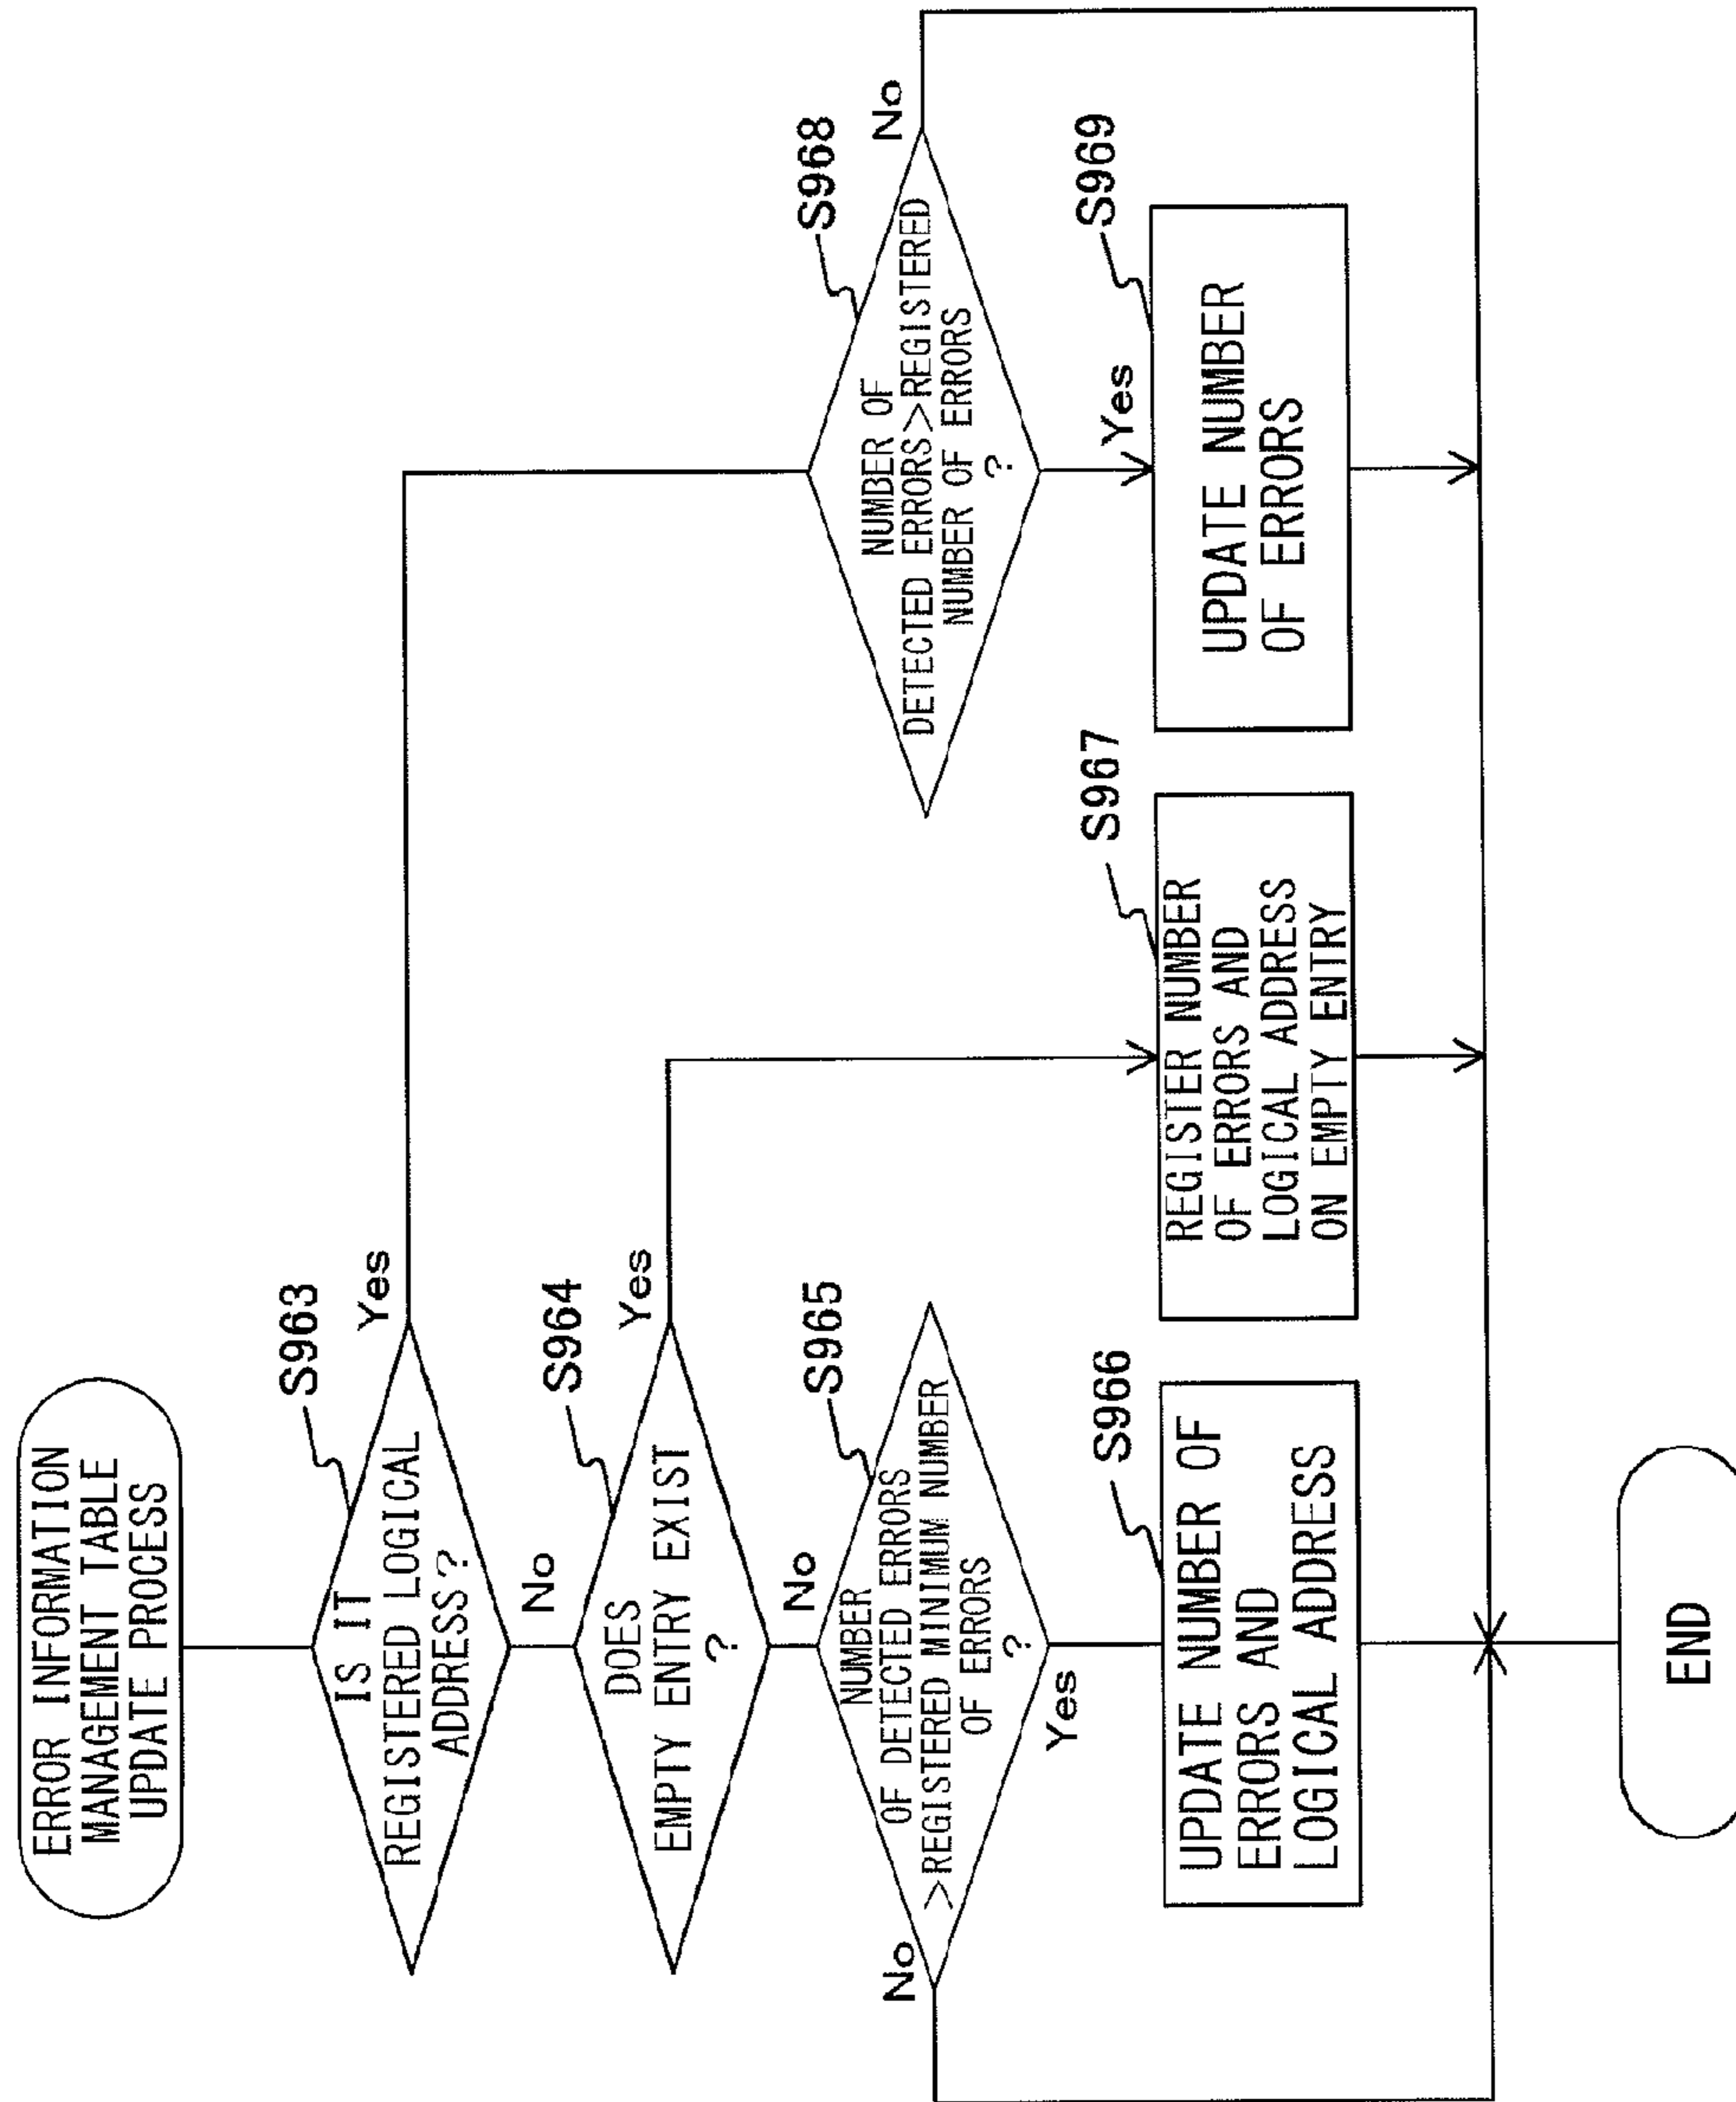 ERROR INFORMATION
MANAGEMENT TABLE
UPDATE PROCESS
S963
IS IT
REGISTERED LOGICAL
ADDRESS?
Yes
No
S964
DOES
EMPTY ENTRY EXIST
?
Yes
No
S965
NUMBER
OF DETECTED ERRORS
>REGISTERED MINIMUM NUMBER
OF ERRORS
?
No
Yes
S968
NUMBER OF
DETECTED ERRORS>REGISTERED
NUMBER OF ERRORS
?
No
Yes
S966
UPDATE NUMBER OF
ERRORS AND
LOGICAL ADDRESS
S967
REGISTER NUMBER
OF ERRORS AND
LOGICAL ADDRESS
ON EMPTY ENTRY
S969
UPDATE NUMBER
OF ERRORS
END